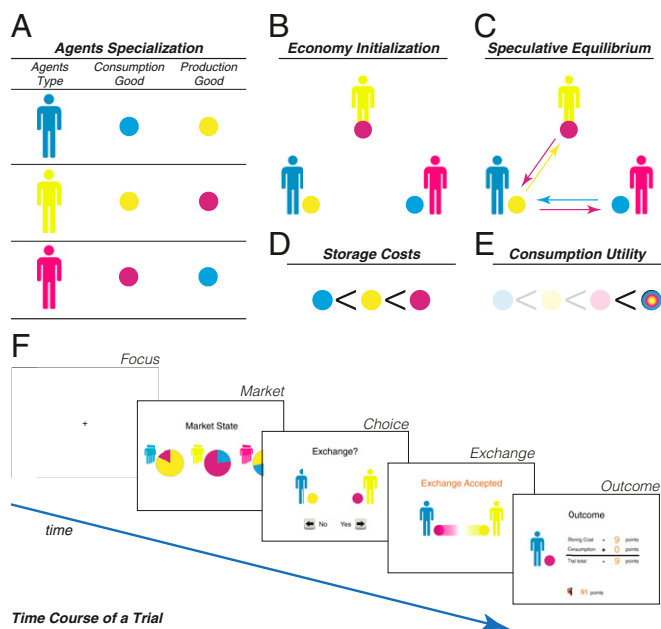 A
Agents Specialization
Agents Type
Consumption Good
Production Good
B
Economy Initialization
C
Speculative Equilibrium
D
Storage Costs
< <
E
Consumption Utility
< < <
F
Focus
+
Market
Market State
Choice
Exchange?
No Yes
Exchange
Exchange Accepted
Outcome
Outcome
Storing Cost - 9 points
Consumption + 0 points
Trial total - 9 points
91 points
time
Time Course of a Trial